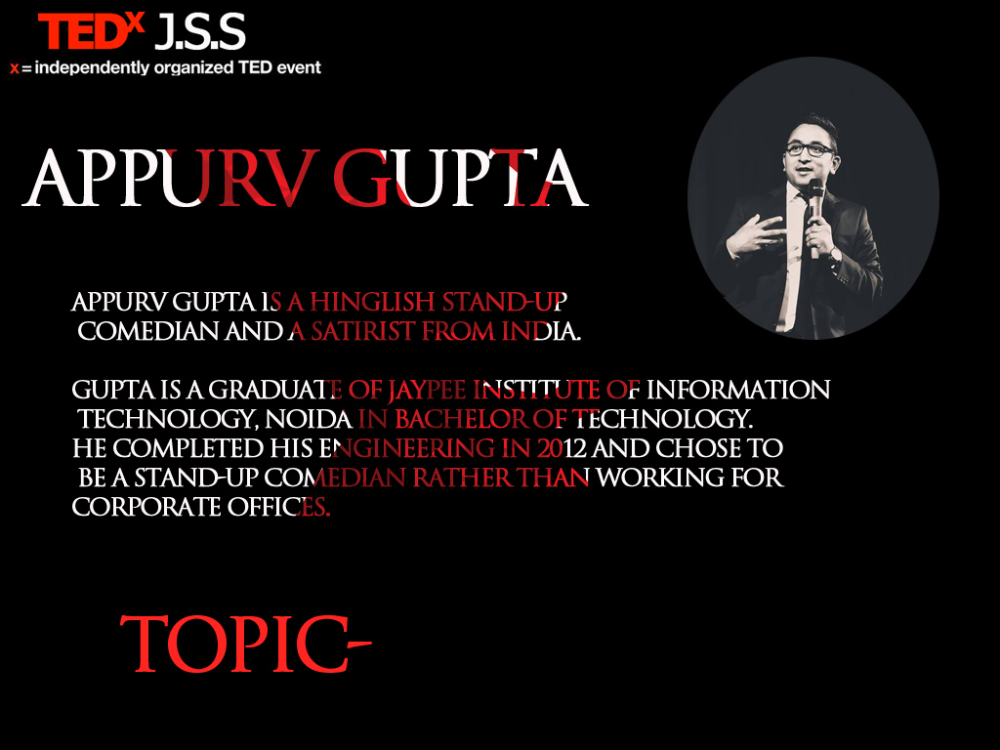 TEDx J.S.S
x = independently organized TED event
APPURV GUPTA
APPURV GUPTA IS A HINGLISH STAND-UP
COMEDIAN AND A SATIRIST FROM INDIA.
GUPTA IS A GRADUATE OF JAYPEE INSTITUTE OF INFORMATION
TECHNOLOGY, NOIDA IN BACHELOR OF TECHNOLOGY.
HE COMPLETED HIS ENGINEERING IN 2012 AND CHOSE TO
BE A STAND-UP COMEDIAN RATHER THAN WORKING FOR
CORPORATE OFFICES.
TOPIC-